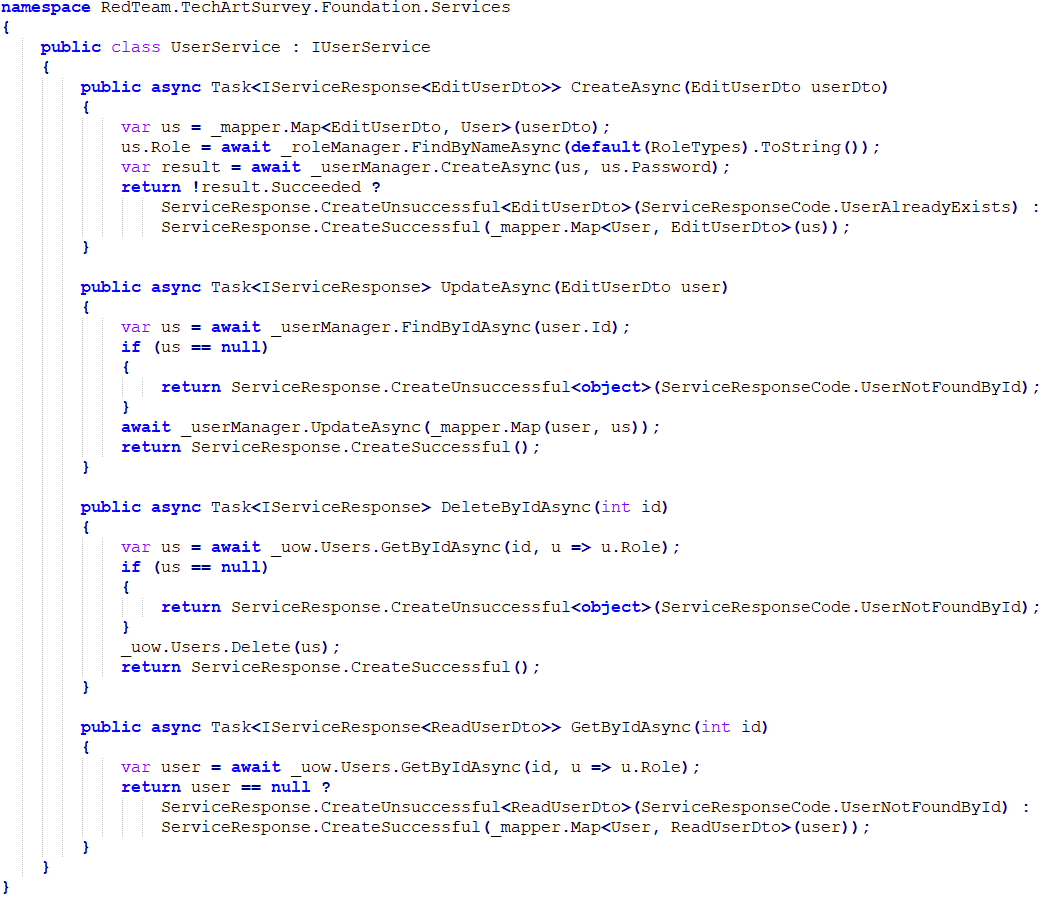 namespace RedTeam.TechArtSurvey.Foundation.Services
{
    public class UserService : IUserService
    {
        public async Task<IServiceResponse<EditUserDto>> CreateAsync(EditUserDto userDto)
        {
            var us = _mapper.Map<EditUserDto, User>(userDto);
            us.Role = await _roleManager.FindByNameAsync(default(RoleTypes).ToString());
            var result = await _userManager.CreateAsync(us, us.Password);
            return !result.Succeeded ?
                ServiceResponse.CreateUnsuccessful<EditUserDto>(ServiceResponseCode.UserAlreadyExists) :
                ServiceResponse.CreateSuccessful(_mapper.Map<User, EditUserDto>(us));
        }

        public async Task<IServiceResponse> UpdateAsync(EditUserDto user)
        {
            var us = await _userManager.FindByIdAsync(user.Id);
            if (us == null)
            {
                return ServiceResponse.CreateUnsuccessful<object>(ServiceResponseCode.UserNotFoundById);
            }
            await _userManager.UpdateAsync(_mapper.Map(user, us));
            return ServiceResponse.CreateSuccessful();
        }

        public async Task<IServiceResponse> DeleteByIdAsync(int id)
        {
            var us = await _uow.Users.GetByIdAsync(id, u => u.Role);
            if (us == null)
            {
                return ServiceResponse.CreateUnsuccessful<object>(ServiceResponseCode.UserNotFoundById);
            }
            _uow.Users.Delete(us);
            return ServiceResponse.CreateSuccessful();
        }

        public async Task<IServiceResponse<ReadUserDto>> GetByIdAsync(int id)
        {
            var user = await _uow.Users.GetByIdAsync(id, u => u.Role);
            return user == null ?
                ServiceResponse.CreateUnsuccessful<ReadUserDto>(ServiceResponseCode.UserNotFoundById) :
                ServiceResponse.CreateSuccessful(_mapper.Map<User, ReadUserDto>(user));
        }
    }
}